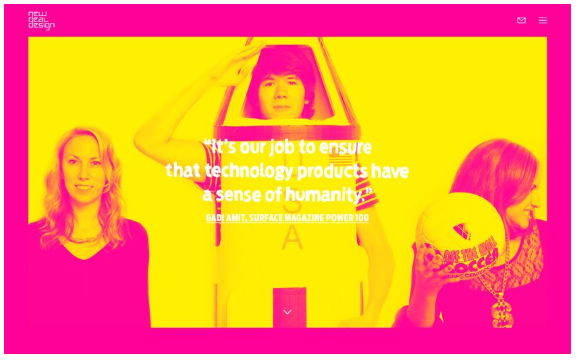 new
deal
design
"It's our job to ensure
that technology products have
a sense of humanity."
GADI AMIT, SURFACE MAGAZINE POWER 100
A
SOCCER